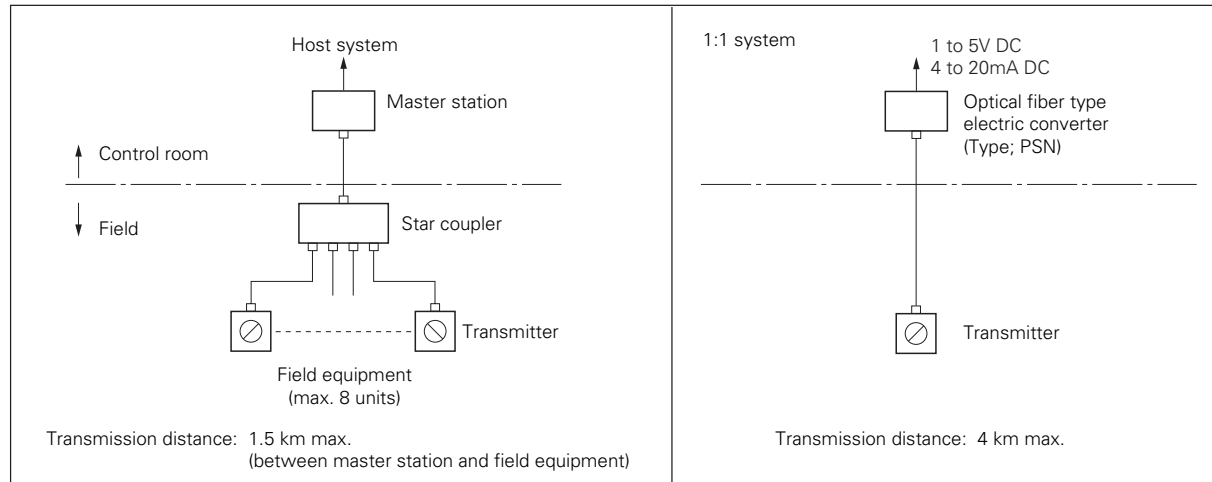 Host system
Master station
Control room
Field
Star coupler
Transmitter
Field equipment
(max. 8 units)
Transmission distance: 1.5 km max.
(between master station and field equipment)
1:1 system
1 to 5V DC
4 to 20mA DC
Optical fiber type
electric converter
(Type; PSN)
Transmitter
Transmission distance: 4 km max.